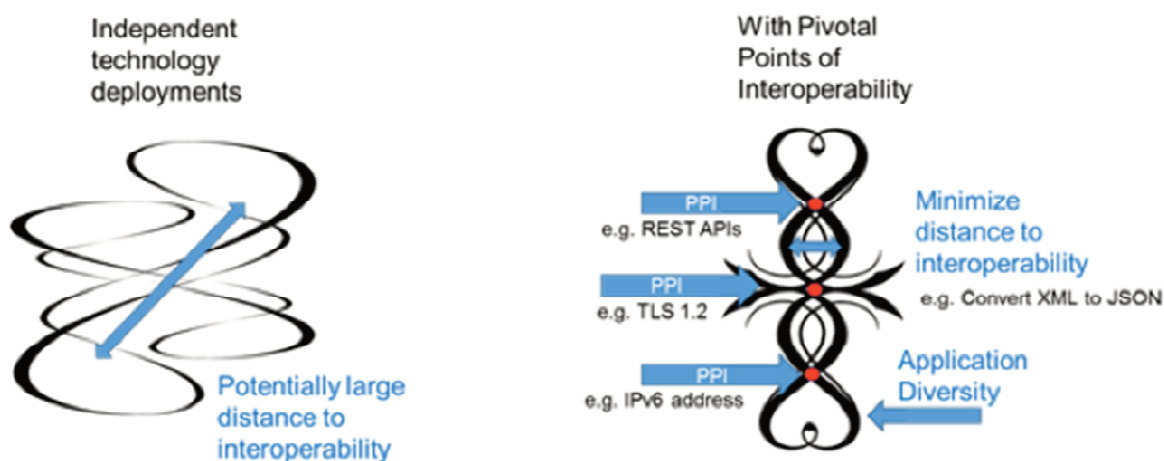 Independent
technology
deployments
Potentially large
distance to
interoperability
With Pivotal
Points of
Interoperability
PPI
e.g. REST APIs
Minimize
distance to
interoperability
PPI
e.g. TLS 1.2
e.g. Convert XML to JSON
PPI
e.g. IPv6 address
Application
Diversity